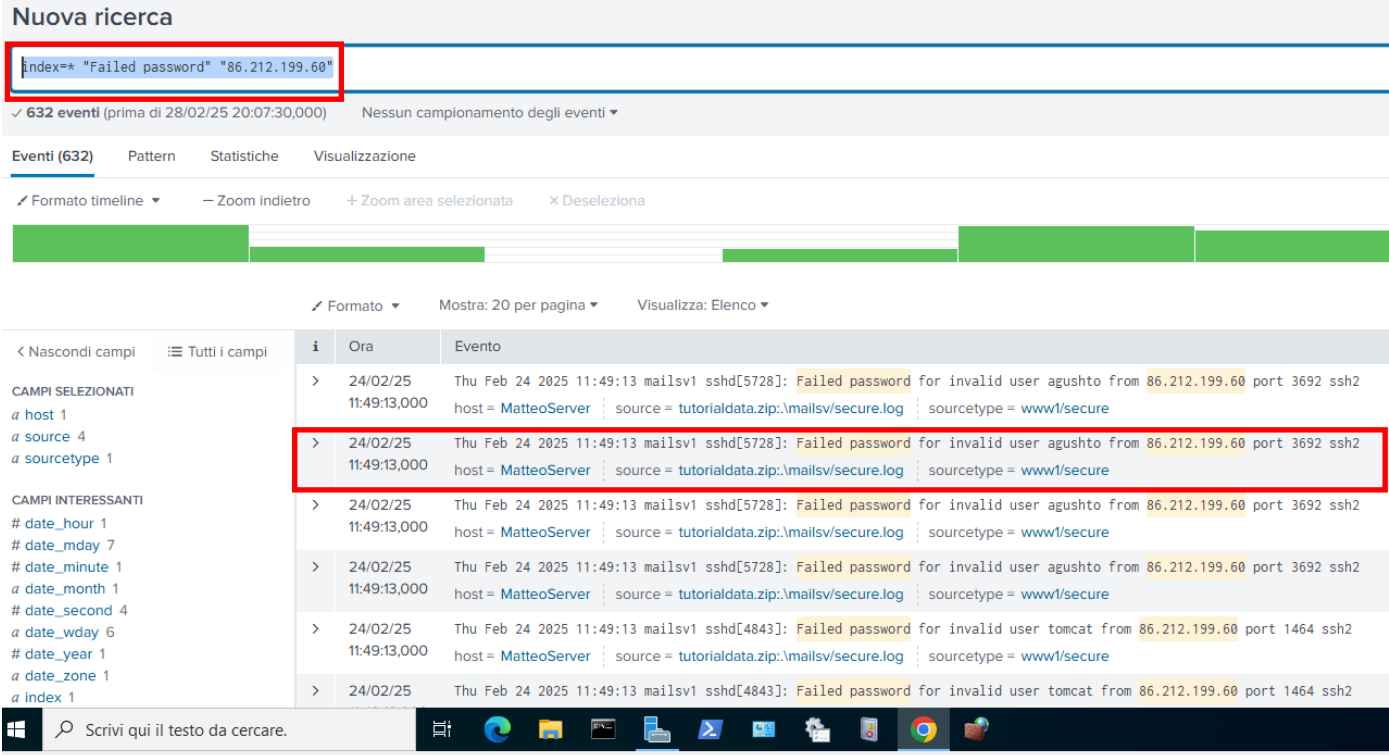 Nuova ricerca
index=* "Failed password" "86.212.199.60"
✓ 632 eventi (prima di 28/02/25 20:07:30,000) Nessun campionamento degli eventi ▾
Eventi (632) Pattern Statistiche Visualizzazione
Formato timeline ▾ — Zoom indietro + Zoom area selezionata × Deseleziona
Formato ▾ Mostra: 20 per pagina ▾ Visualizza: Elenco ▾
< Nascondi campi Tutti i campi
CAMPI SELEZIONATI
a host 1
a source 4
a sourcetype 1
CAMPI INTERESSANTI
# date_hour 1
# date_mday 7
# date_minute 1
a date_month 1
# date_second 4
a date_wday 6
# date_year 1
a date_zone 1
a index 1
i Ora Evento
> 24/02/25 Thu Feb 24 2025 11:49:13 mailsv1 sshd[5728]: Failed password for invalid user agushto from 86.212.199.60 port 3692 ssh2
11:49:13,000 host = MatteoServer source = tutorialdata.zip:.\mailsv/secure.log sourcetype = www1/secure
> 24/02/25 Thu Feb 24 2025 11:49:13 mailsv1 sshd[5728]: Failed password for invalid user agushto from 86.212.199.60 port 3692 ssh2
11:49:13,000 host = MatteoServer source = tutorialdata.zip:.\mailsv/secure.log sourcetype = www1/secure
> 24/02/25 Thu Feb 24 2025 11:49:13 mailsv1 sshd[5728]: Failed password for invalid user agushto from 86.212.199.60 port 3692 ssh2
11:49:13,000 host = MatteoServer source = tutorialdata.zip:.\mailsv/secure.log sourcetype = www1/secure
> 24/02/25 Thu Feb 24 2025 11:49:13 mailsv1 sshd[5728]: Failed password for invalid user agushto from 86.212.199.60 port 3692 ssh2
11:49:13,000 host = MatteoServer source = tutorialdata.zip:.\mailsv/secure.log sourcetype = www1/secure
> 24/02/25 Thu Feb 24 2025 11:49:13 mailsv1 sshd[4843]: Failed password for invalid user tomcat from 86.212.199.60 port 1464 ssh2
11:49:13,000 host = MatteoServer source = tutorialdata.zip:.\mailsv/secure.log sourcetype = www1/secure
> 24/02/25 Thu Feb 24 2025 11:49:13 mailsv1 sshd[4843]: Failed password for invalid user tomcat from 86.212.199.60 port 1464 ssh2
Scrivi qui il testo da cercare.